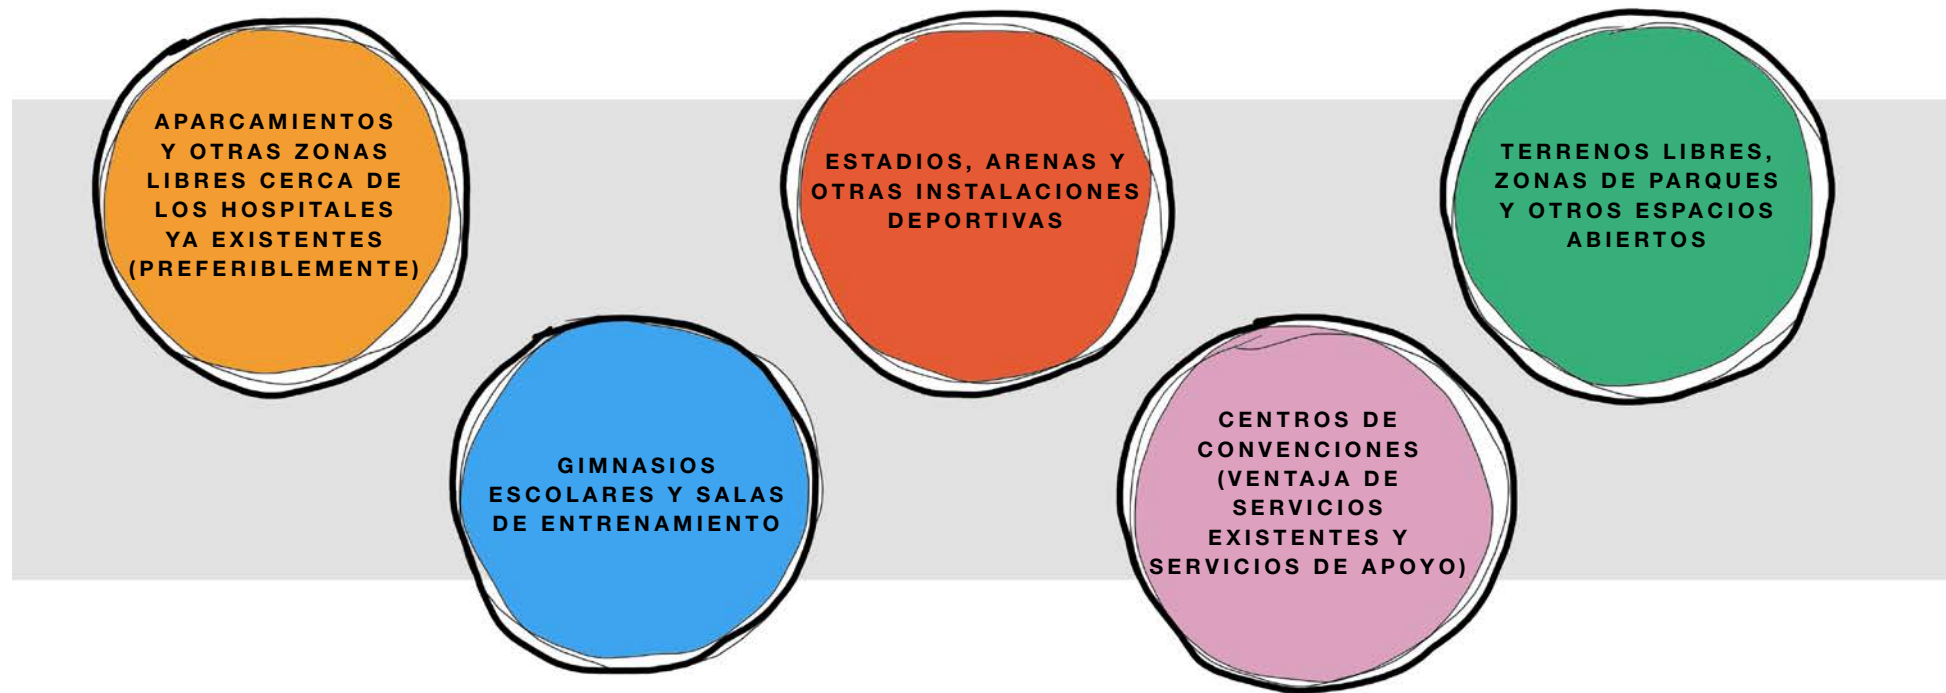 APARCAMIENTOS
Y OTRAS ZONAS
LIBRES CERCA DE
LOS HOSPITALES
YA EXISTENTES
(PREFERIBLEMENTE)
GIMNASIOS
ESCOLARES Y SALAS
DE ENTRENAMIENTO
ESTADIOS, ARENAS Y
OTRAS INSTALACIONES
DEPORTIVAS
CENTROS DE
CONVENCIONES
(VENTAJA DE
SERVICIOS
EXISTENTES Y
SERVICIOS DE APOYO)
TERRENOS LIBRES,
ZONAS DE PARQUES
Y OTROS ESPACIOS
ABIERTOS